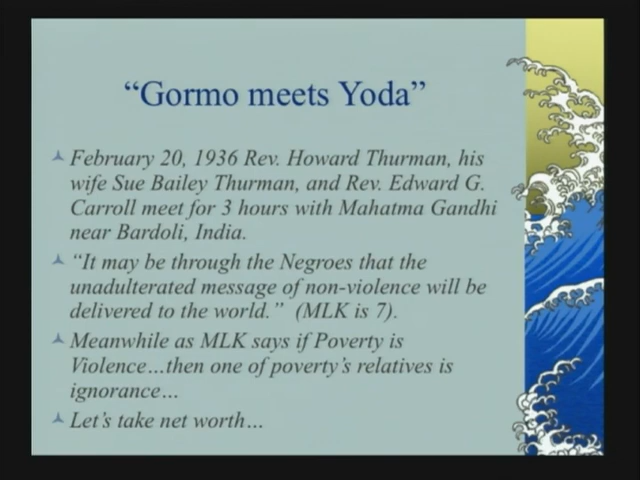 “Gormo meets Yoda”
February 20, 1936 Rev. Howard Thurman, his
wife Sue Bailey Thurman, and Rev. Edward G.
Carroll meet for 3 hours with Mahatma Gandhi
near Bardoli, India.
“It may be through the Negroes that the
unadulterated message of non-violence will be
delivered to the world.” (MLK is 7).
Meanwhile as MLK says if Poverty is
Violence…then one of poverty’s relatives is
ignorance…
Let’s take net worth…